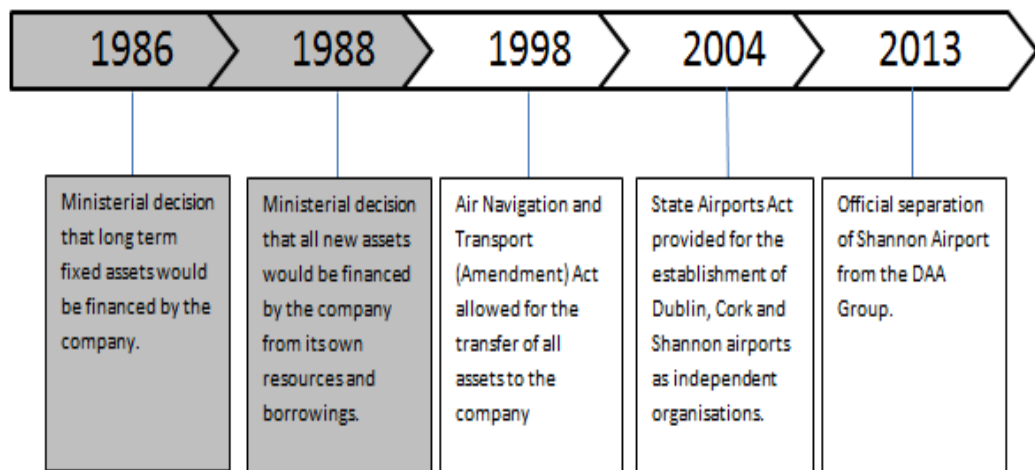 1986
1988
1998
2004
2013
Ministerial decision
that long term
fixed assets would
be financed by the
company.
Ministerial decision
that all new assets
would be financed
by the company
from its own
resources and
borrowings.
Air Navigation and
Transport
(Amendment) Act
allowed for the
transfer of all
assets to the
company
State Airports Act
provided for the
establishment of
Dublin, Cork and
Shannon airports
as independent
organisations.
Official separation
of Shannon Airport
from the DAA
Group.